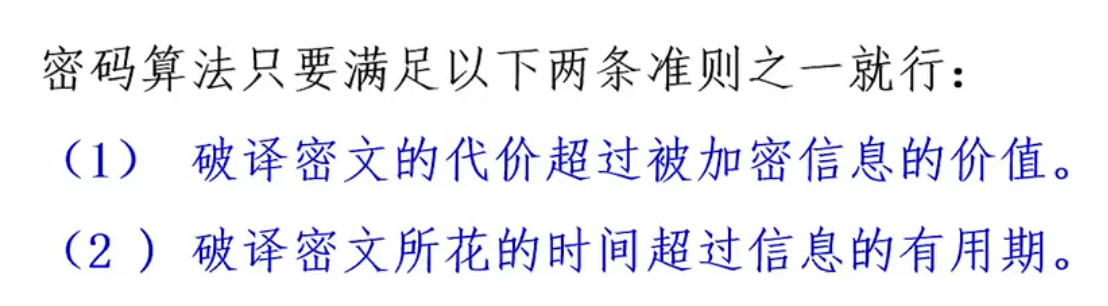 密码算法只要满足以下两条准则之一就行：
（1） 破译密文的代价超过被加密信息的价值。
（2 ）破译密文所花的时间超过信息的有用期。